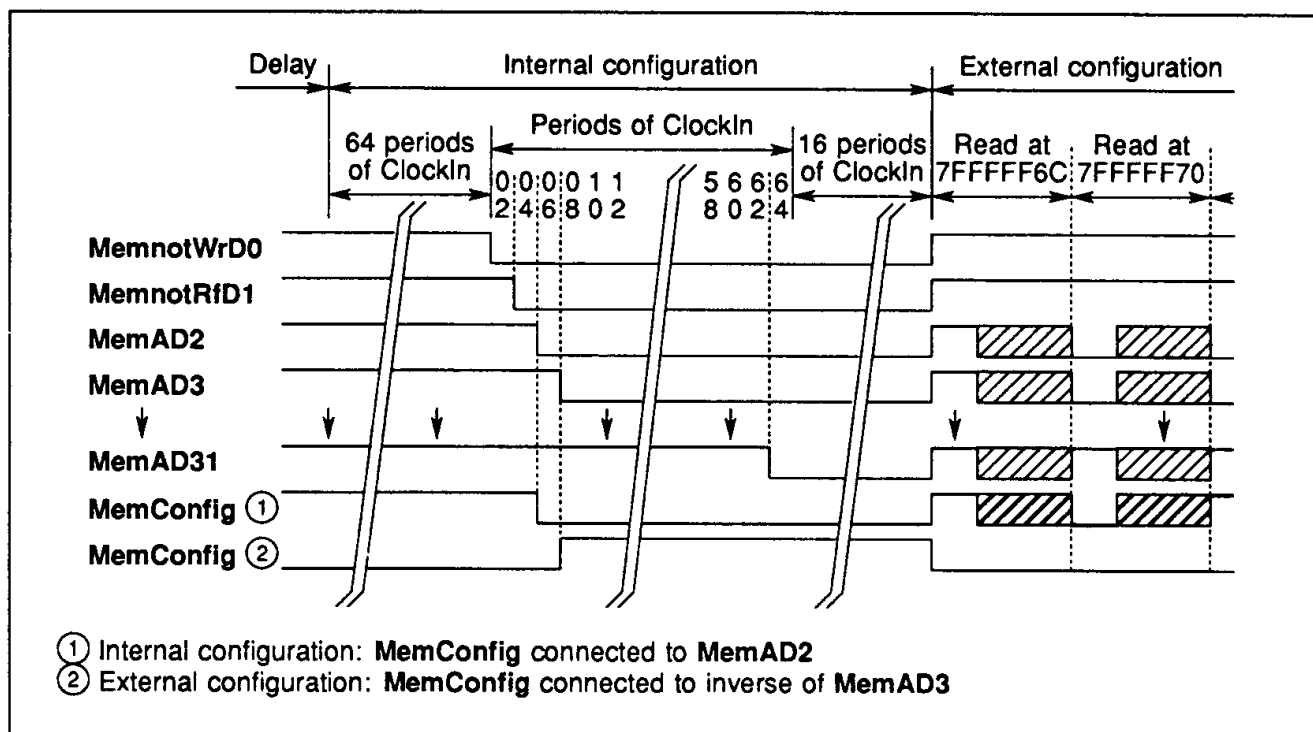 Delay Internal configuration External configuration
Periods of ClockIn
64 periods 16 periods Read at Read at
of ClockIn of ClockIn 7FFFFF6C 7FFFFF70
0 0 0 0 1 1 5 6 6 6
2 4 6 8 0 2 8 0 2 4
MemnotWrD0
MemnotRfD1
MemAD2
MemAD3
MemAD31
MemConfig ①
MemConfig ②
① Internal configuration: MemConfig connected to MemAD2
② External configuration: MemConfig connected to inverse of MemAD3